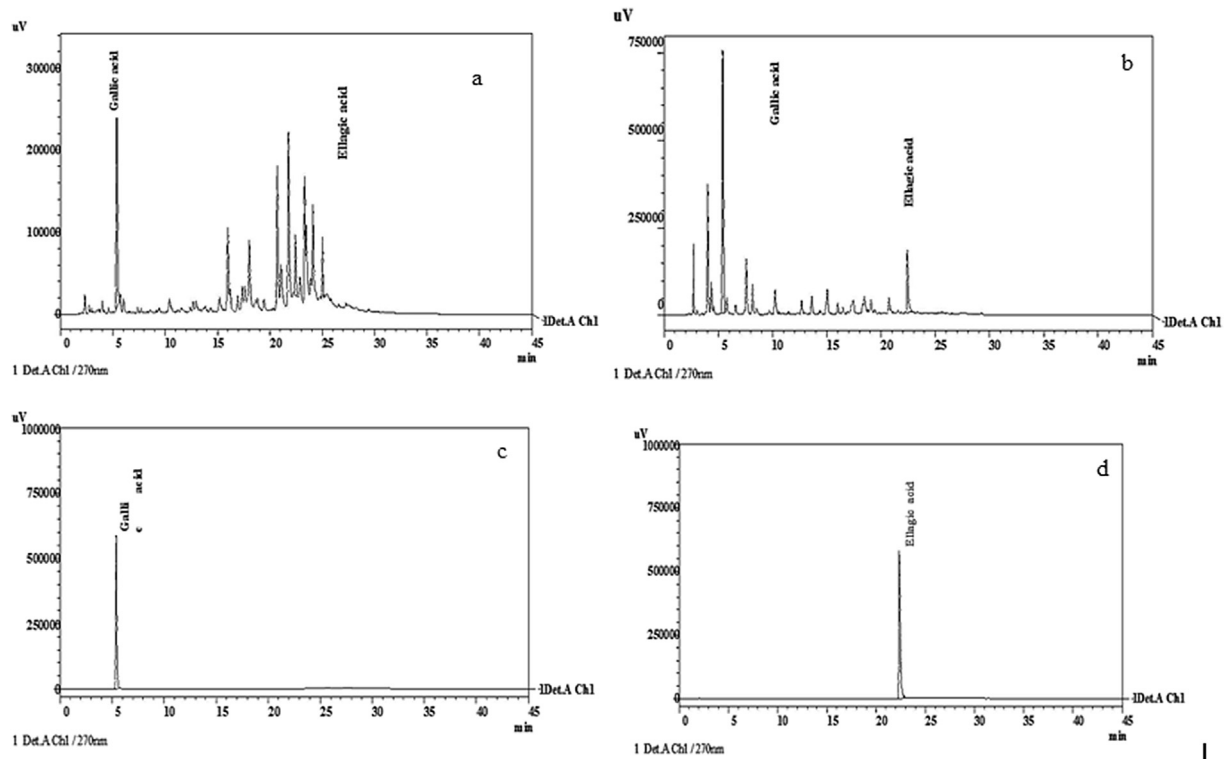 uV
a
Gallic acid
Ellagic acid
300000
200000
100000
0
0 5 10 15 20 25 30 35 40 45
min
1Det.A Ch1
1 Det.A Ch1 / 270nm
uV
b
Gallic acid
Ellagic acid
750000
500000
250000
0
0 5 10 15 20 25 30 35 40 45
min
1Det.A Ch1
1 Det.A Ch1 / 270nm
uV
c
Galli acid
c
1000000
750000
500000
250000
0
0 5 10 15 20 25 30 35 40 45
min
1Det.A Ch1
1 Det.A Ch1 / 270nm
uV
d
Ellagic acid
1000000
750000
500000
250000
0
0 5 10 15 20 25 30 35 40 45
min
1Det.A Ch1
1 Det.A Ch1 / 270nm